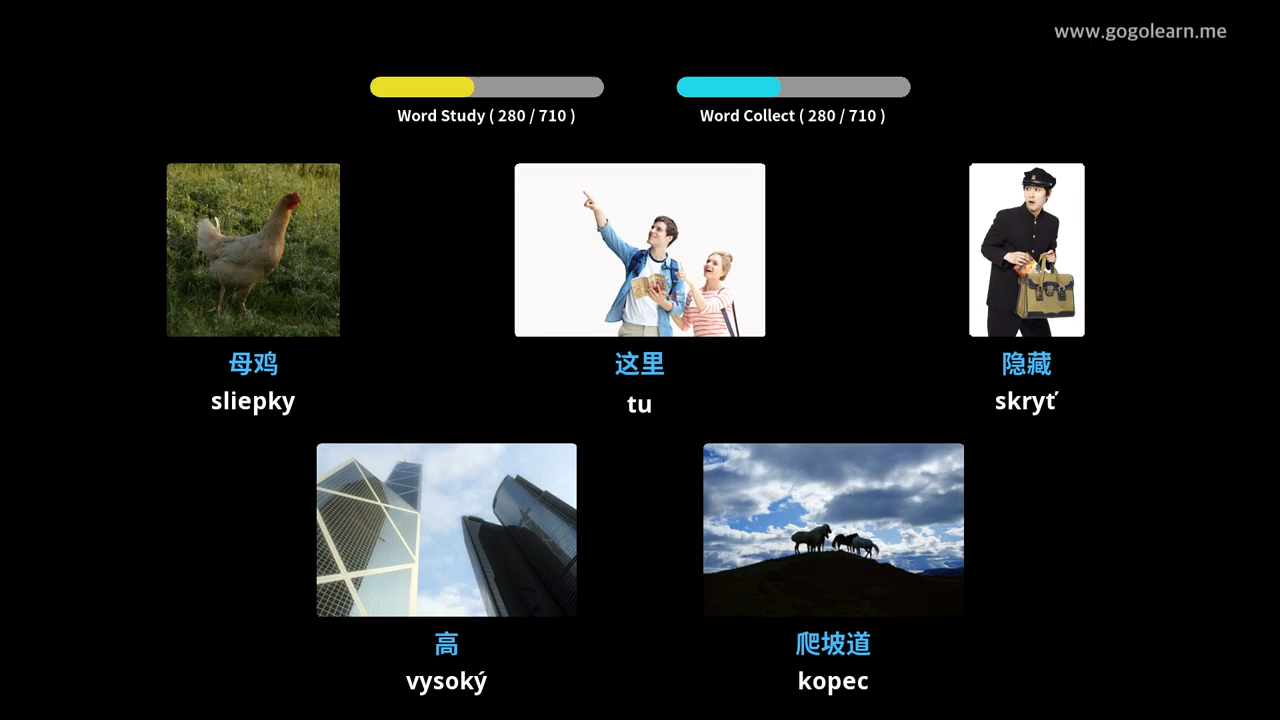 www.gogolearn.me
Word Study ( 280 / 710 )
Word Collect ( 280 / 710 )
母鸡
sliepky
这里
tu
隐藏
skryť
高
vysoký
爬坡道
kopec